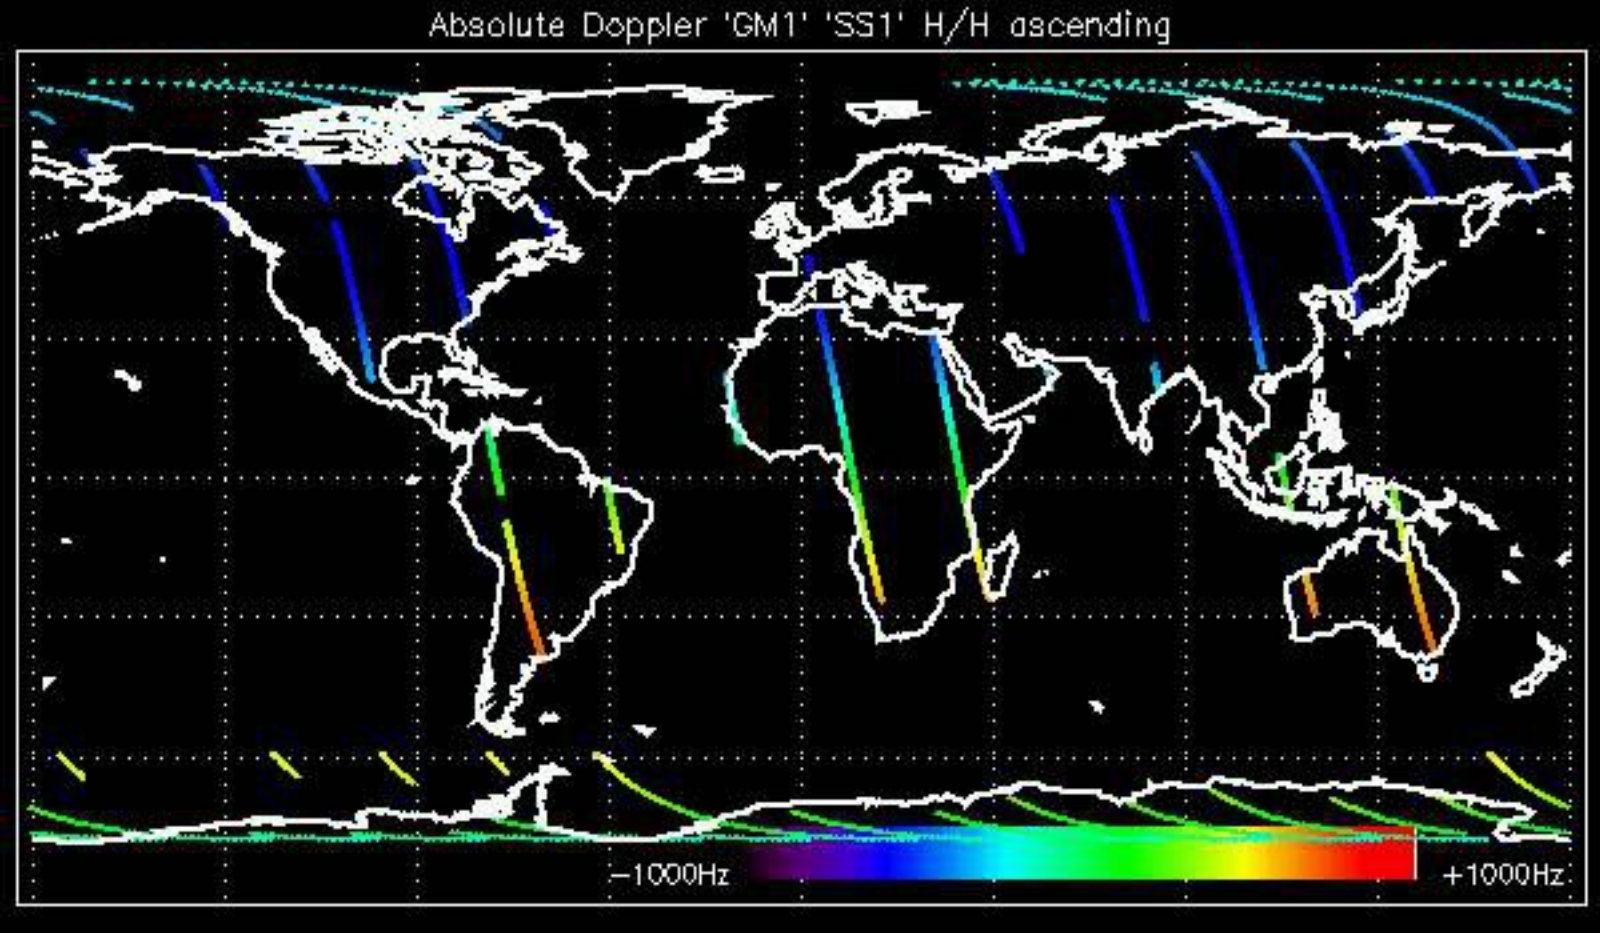 Absolute Doppler 'GM1' 'SS1' H/H ascending
−1000Hz
+1000Hz